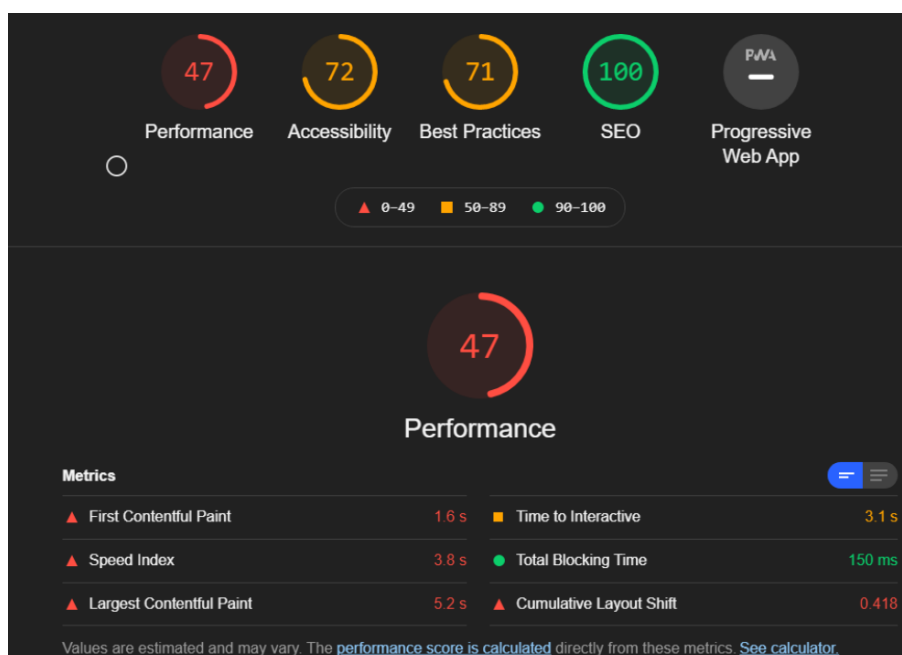 47 72 71 100 PWA
Performance Accessibility Best Practices SEO Progressive Web App
0–49 50–89 90–100
47
Performance
Metrics
First Contentful Paint 1.6 s Time to Interactive 3.1 s
Speed Index 3.8 s Total Blocking Time 150 ms
Largest Contentful Paint 5.2 s Cumulative Layout Shift 0.418
Values are estimated and may vary. The performance score is calculated directly from these metrics. See calculator.